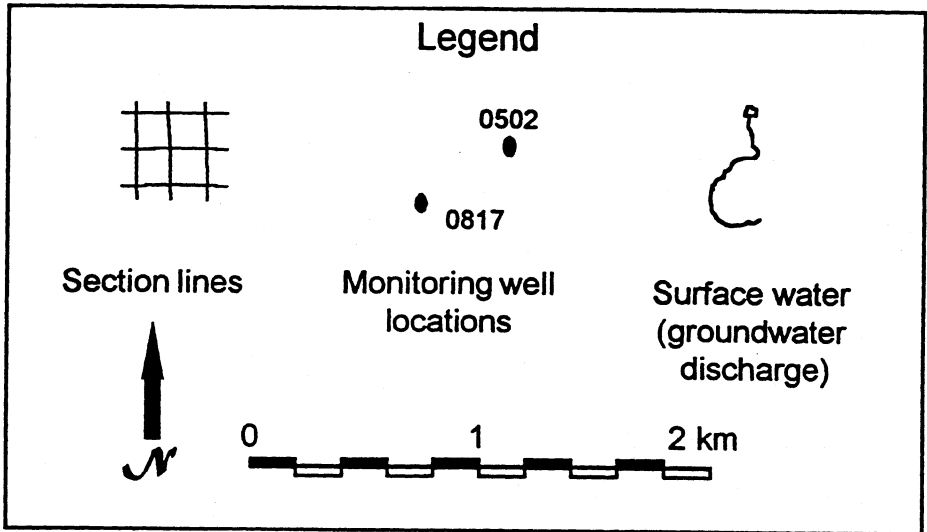 Legend
0502
0817
Section lines
Monitoring well
locations
Surface water
(groundwater
discharge)
N
0 1 2 km